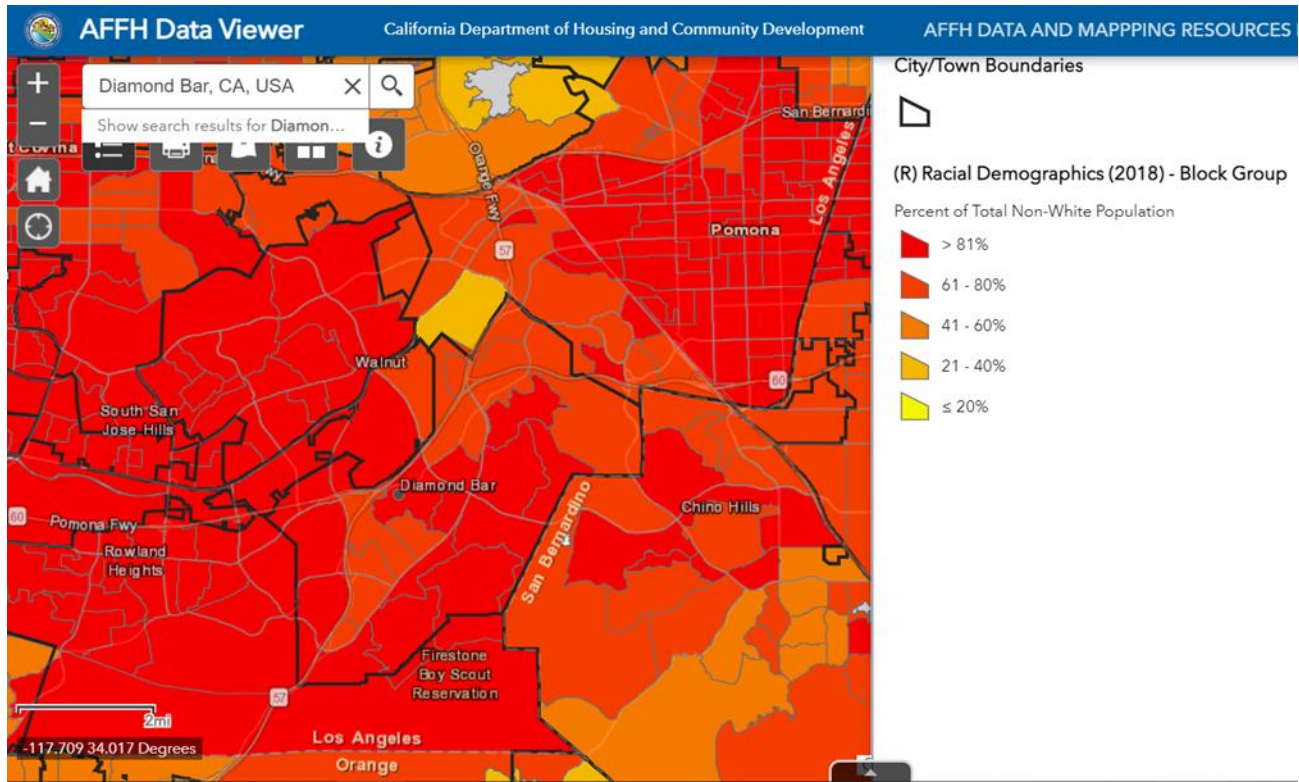 AFFH Data Viewer
California Department of Housing and Community Development
AFFH DATA AND MAPPPING RESOURCES
Diamond Bar, CA, USA
Show search results for Diamon...
City/Town Boundaries
(R) Racial Demographics (2018) - Block Group
Percent of Total Non-White Population
> 81%
61 - 80%
41 - 60%
21 - 40%
≤ 20%
San Bernardi
Los Angeles
t Covina
Orange Fwy
57
Pomona
Walnut
60
South San
Jose Hills
Diamond Bar
Chino Hills
San Bernardino
60
Pomona Fwy
Rowland
Heights
Firestone
Boy Scout
Reservation
57
2mi
Los Angeles
-117.709 34.017 Degrees
Orange